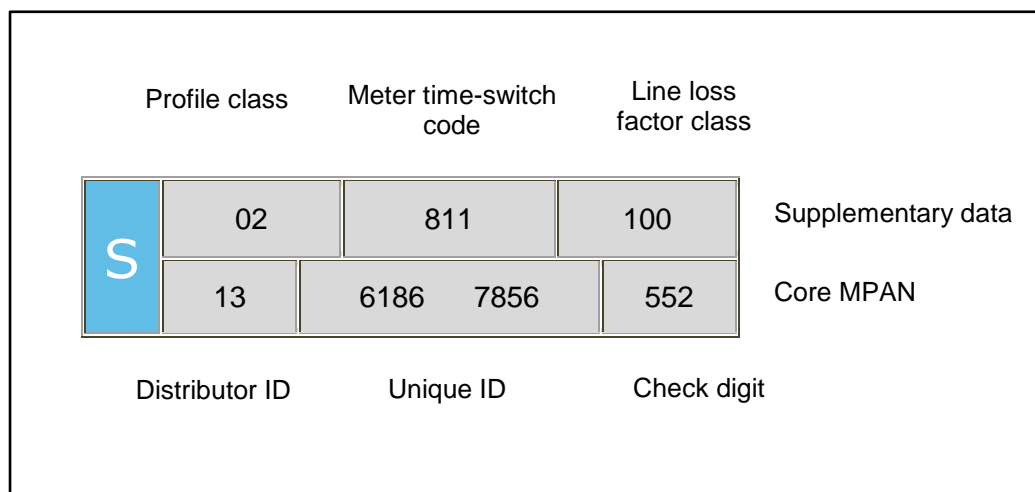 Profile class Meter time-switch code Line loss factor class
S 02 811 100 Supplementary data
13 6186 7856 552 Core MPAN
Distributor ID Unique ID Check digit